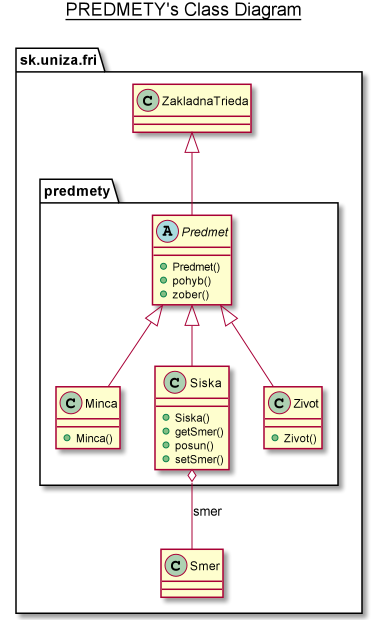 PREDMETY's Class Diagram
sk.uniza.fri
C ZakladnaTrieda
predmety
A Predmet
Predmet()
pohyb()
zober()
C Minca
Minca()
C Siska
Siska()
getSmer()
posun()
setSmer()
C Zivot
Zivot()
smer
C Smer